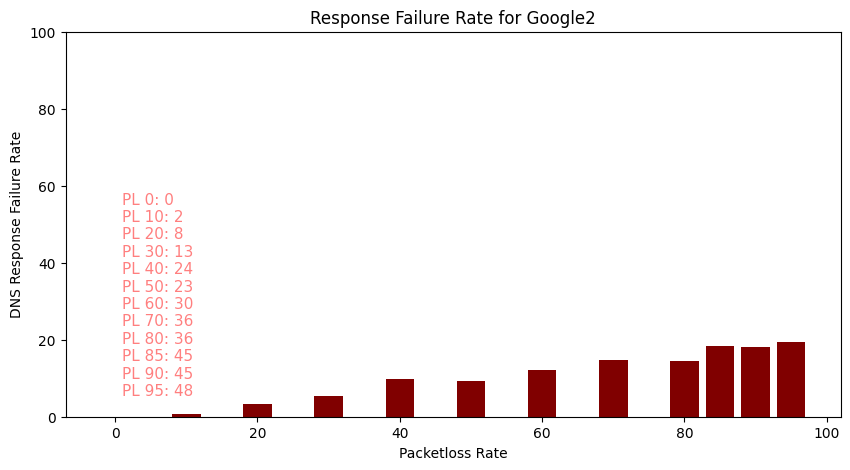 Response Failure Rate for Google2
100
80
60
40
20
0
DNS Response Failure Rate
PL 0: 0
PL 10: 2
PL 20: 8
PL 30: 13
PL 40: 24
PL 50: 23
PL 60: 30
PL 70: 36
PL 80: 36
PL 85: 45
PL 90: 45
PL 95: 48
0 20 40 60 80 100
Packetloss Rate